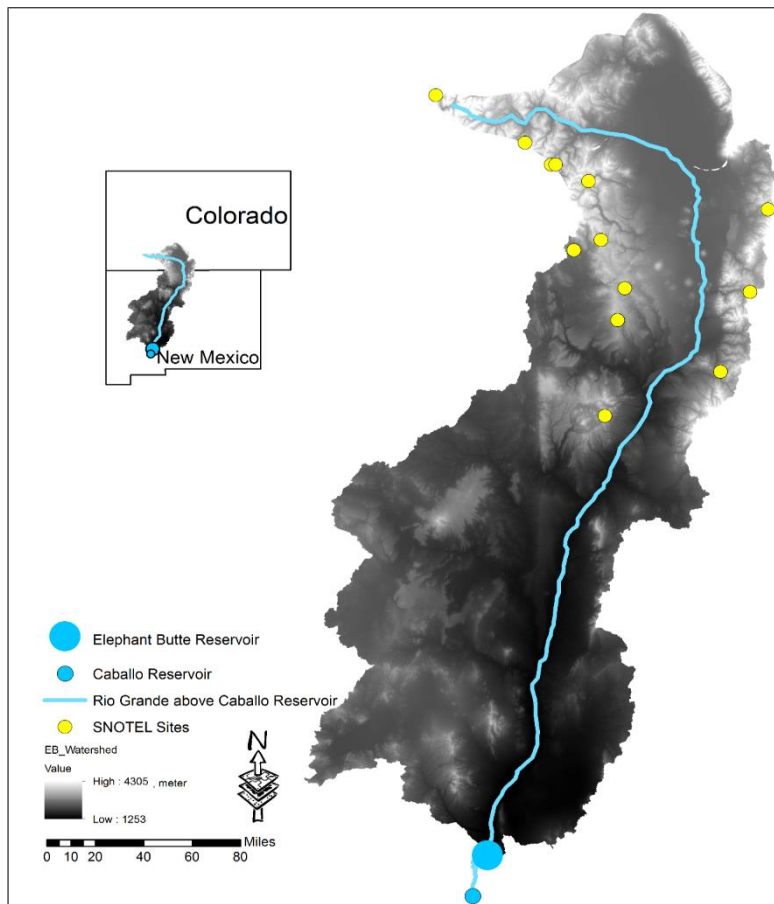 Colorado
New Mexico
Elephant Butte Reservoir
Caballo Reservoir
Rio Grande above Caballo Reservoir
SNOTEL Sites
EB_Watershed
Value
High : 4305 , meter
Low : 1253
N
Miles
0 10 20 40 60 80